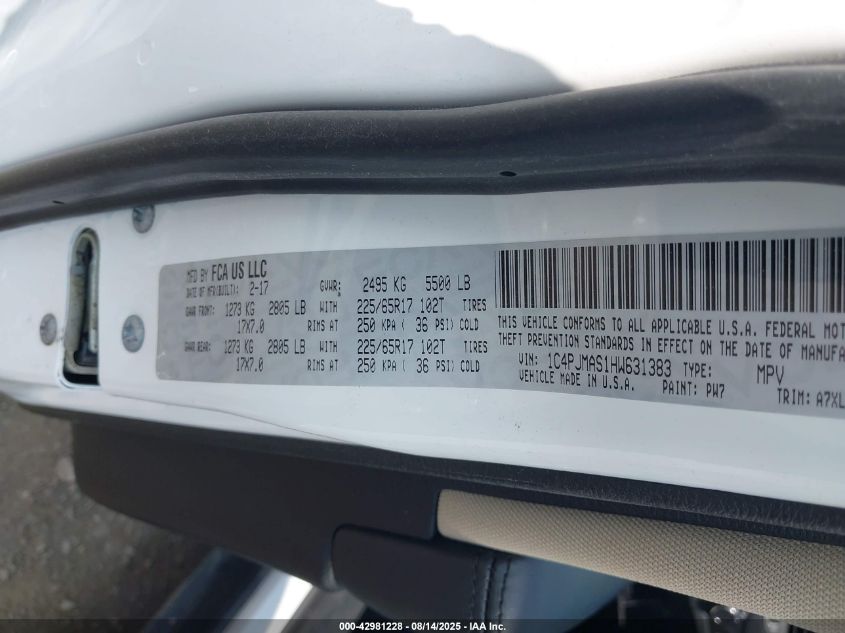 MFD BY FCA US LLC
DATE OF MFR(BUILT): 2-17 GVWR: 2495 KG 5500 LB
GAWR FRONT: 1273 KG 2805 LB WITH 225/65R17 102T TIRES
17X7.0 RIMS AT 250 KPA ( 36 PSI) COLD
GAWR REAR: 1273 KG 2805 LB WITH 225/65R17 102T TIRES
17X7.0 RIMS AT 250 KPA ( 36 PSI) COLD
THIS VEHICLE CONFORMS TO ALL APPLICABLE U.S.A. FEDERAL MOT
THEFT PREVENTION STANDARDS IN EFFECT ON THE DATE OF MANUFA
VIN: 1C4PJMAS1HW631383 TYPE: MPV
VEHICLE MADE IN U.S.A. PAINT: PW7 TRIM: A7XL
000-42981228 - 08/14/2025 - IAA Inc.